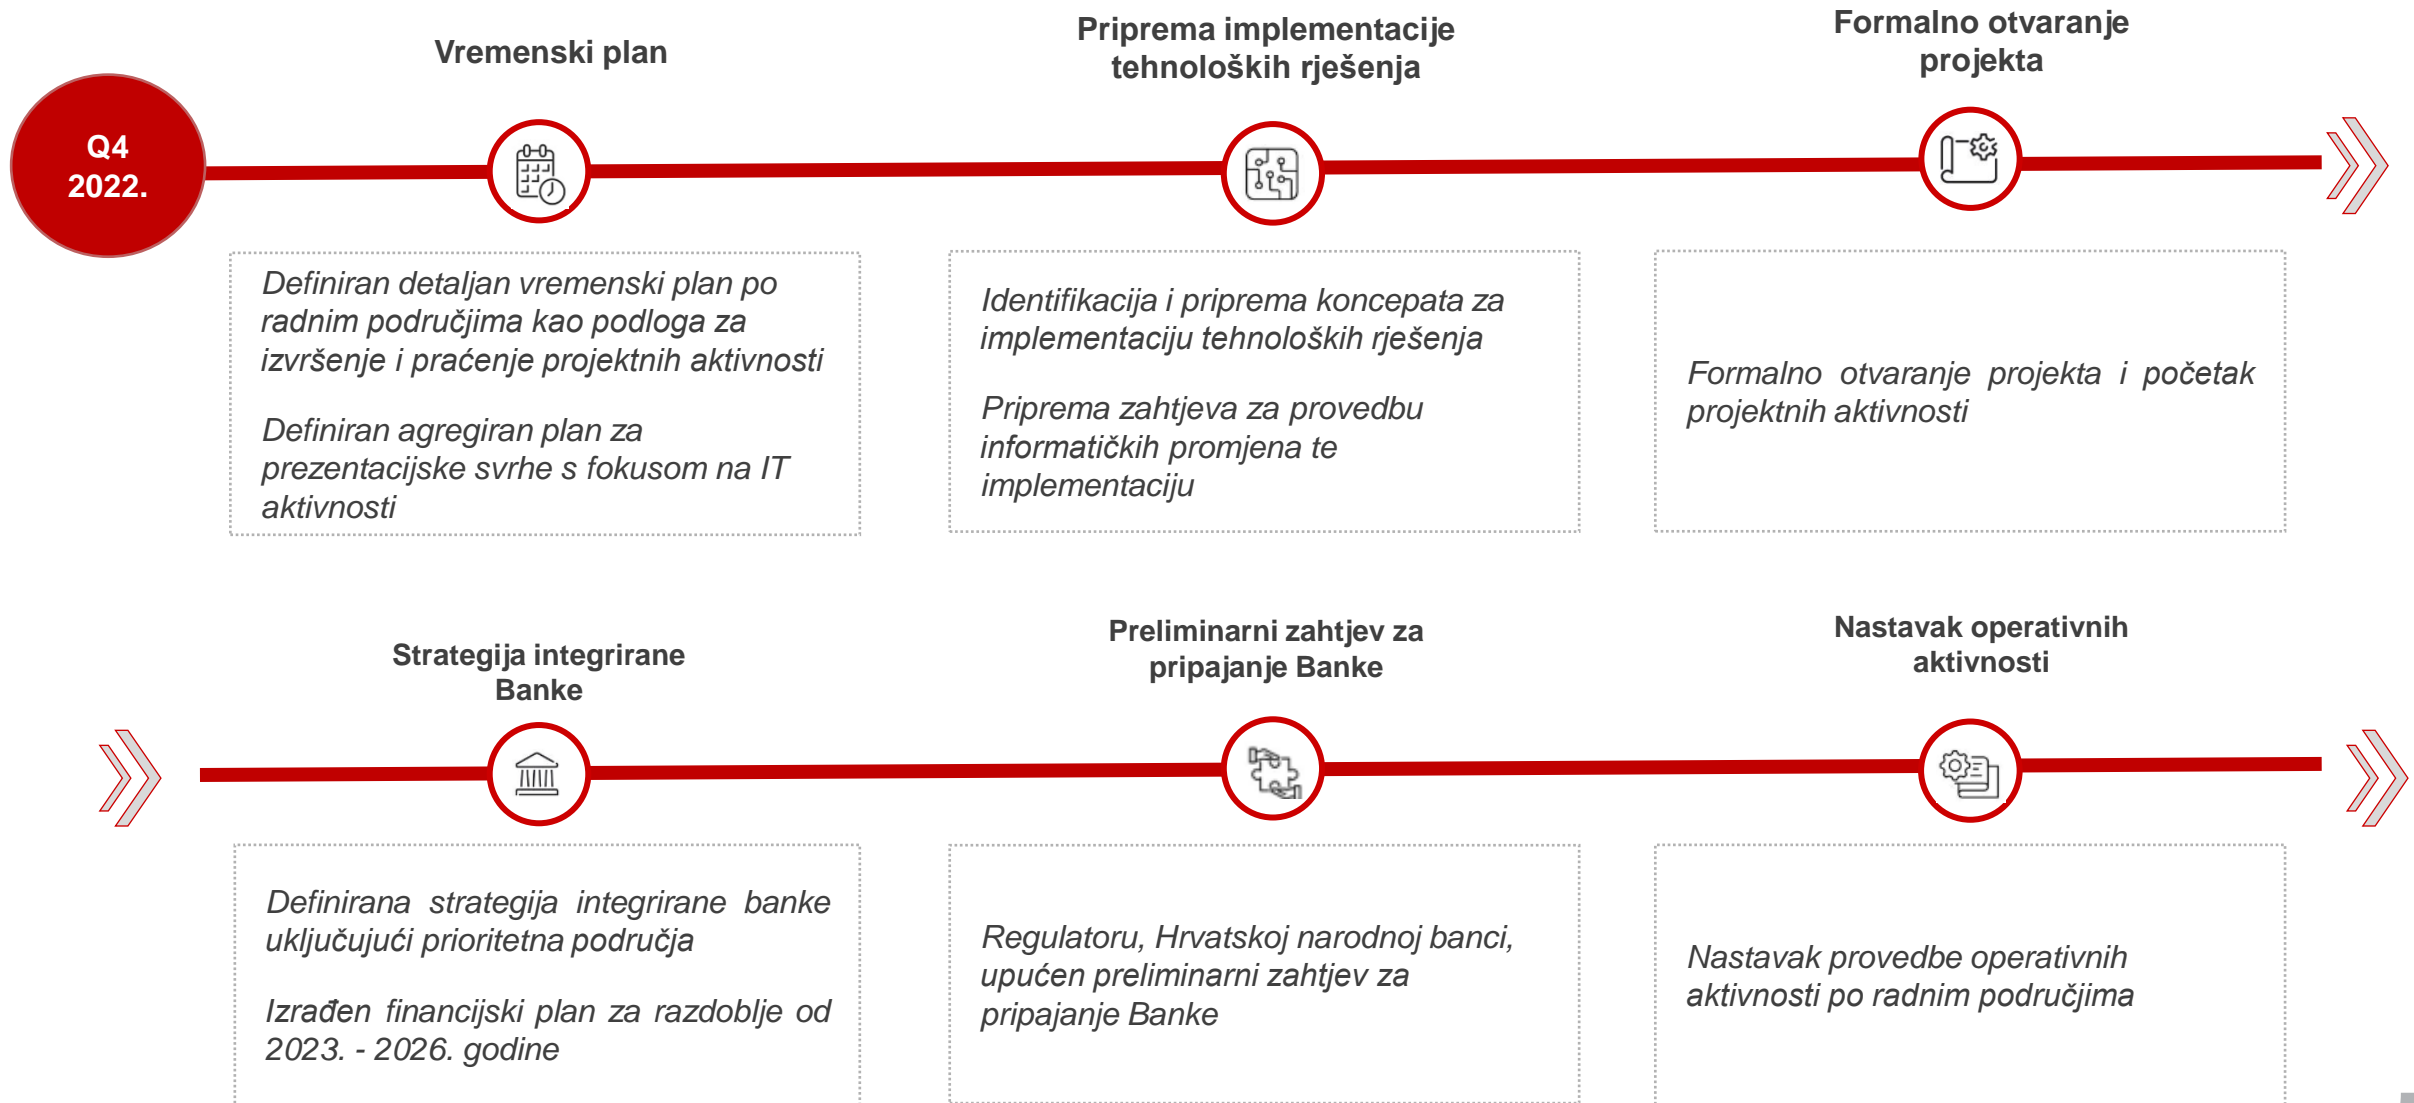 Q4
2022.
Vremenski plan
Definiran detaljan vremenski plan po
radnim područjima kao podloga za
izvršenje i praćenje projektnih aktivnosti
Definiran agregiran plan za
prezentacijske svrhe s fokusom na IT
aktivnosti
Priprema implementacije
tehnoloških rješenja
Identifikacija i priprema koncepata za
implementaciju tehnoloških rješenja
Priprema zahtjeva za provedbu
informatičkih promjena te
implementaciju
Formalno otvaranje
projekta
Formalno otvaranje projekta i početak
projektnih aktivnosti
Strategija integrirane
Banke
Definirana strategija integrirane banke
uključujući prioritetna područja
Izrađen financijski plan za razdoblje od
2023. - 2026. godine
Preliminarni zahtjev za
pripajanje Banke
Regulatoru, Hrvatskoj narodnoj banci,
upućen preliminarni zahtjev za
pripajanje Banke
Nastavak operativnih
aktivnosti
Nastavak provedbe operativnih
aktivnosti po radnim područjima